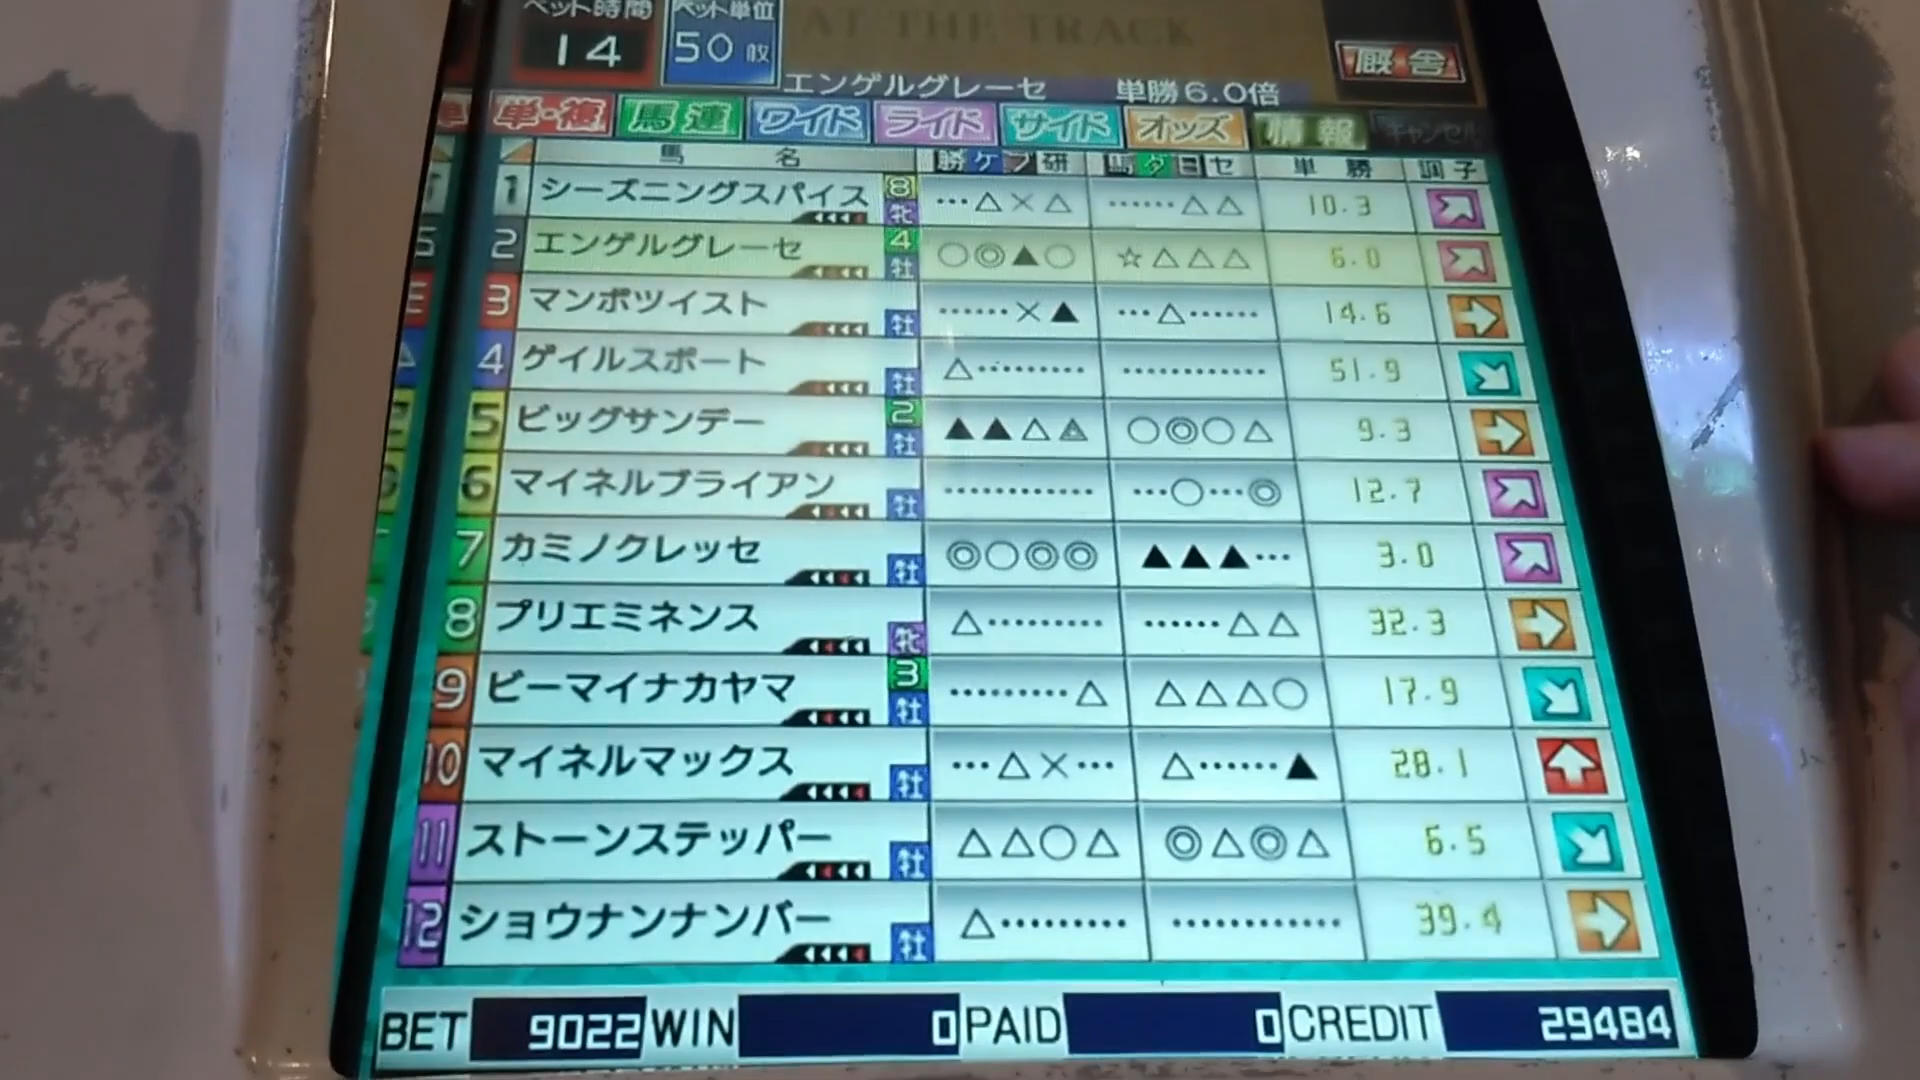 ベット時間 ベット単位
14 50枚
AT THE TRACK
厩舎
エンゲルグレーセ 単勝6.0倍
単・複 馬連 ワイド ライド サイド オッズ 情報 キャンセル
馬名 勝ケブ研 馬ダミセ 単勝 調子
1 シーズニングスパイス 8 牝 …△×△ ……△△ 10.3
2 エンゲルグレーセ 4 牡 ○◎▲○ ☆△△△ 6.0
3 マンボツイスト 牡 ……×▲ …△…… 14.6
4 ゲイルスポート 牡 △……… ………… 51.9
5 ビッグサンデー 2 牡 ▲▲△▲ ○◎○△ 9.3
6 マイネルブライアン 牡 ………… …○…◎ 12.7
7 カミノクレッセ 牡 ◎○◎◎ ▲▲▲… 3.0
8 プリエミネンス 牝 △……… ……△△ 32.3
9 ビーマイナカヤマ 3 牡 ………△ △△△○ 17.9
10 マイネルマックス 牡 …△×… △……▲ 28.1
11 ストーンステッパー 牡 △△○△ ◎△◎△ 6.5
12 ショウナンナンバー 牡 △……… ………… 39.4
BET 9022 WIN 0 PAID 0 CREDIT 29484